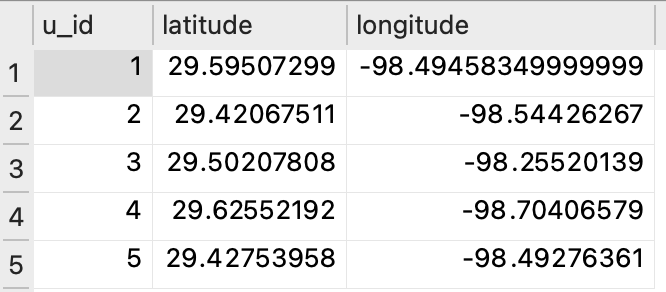 u_id latitude longitude
1 1 29.59507299 -98.49458349999999
2 2 29.42067511 -98.54426267
3 3 29.50207808 -98.25520139
4 4 29.62552192 -98.70406579
5 5 29.42753958 -98.49276361